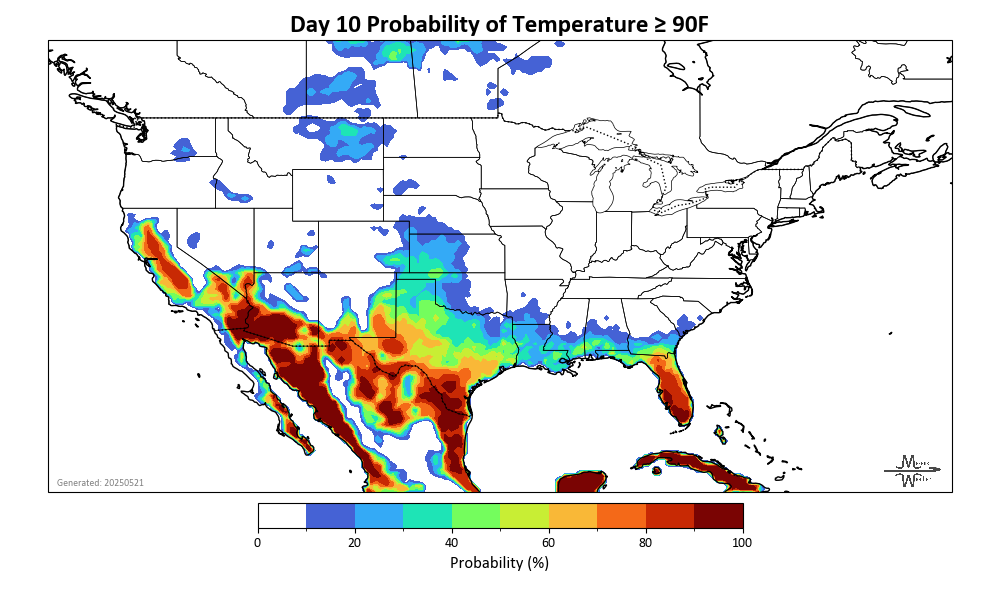 Day 10 Probability of Temperature ≥ 90F
Generated: 20250521
0 20 40 60 80 100
Probability (%)